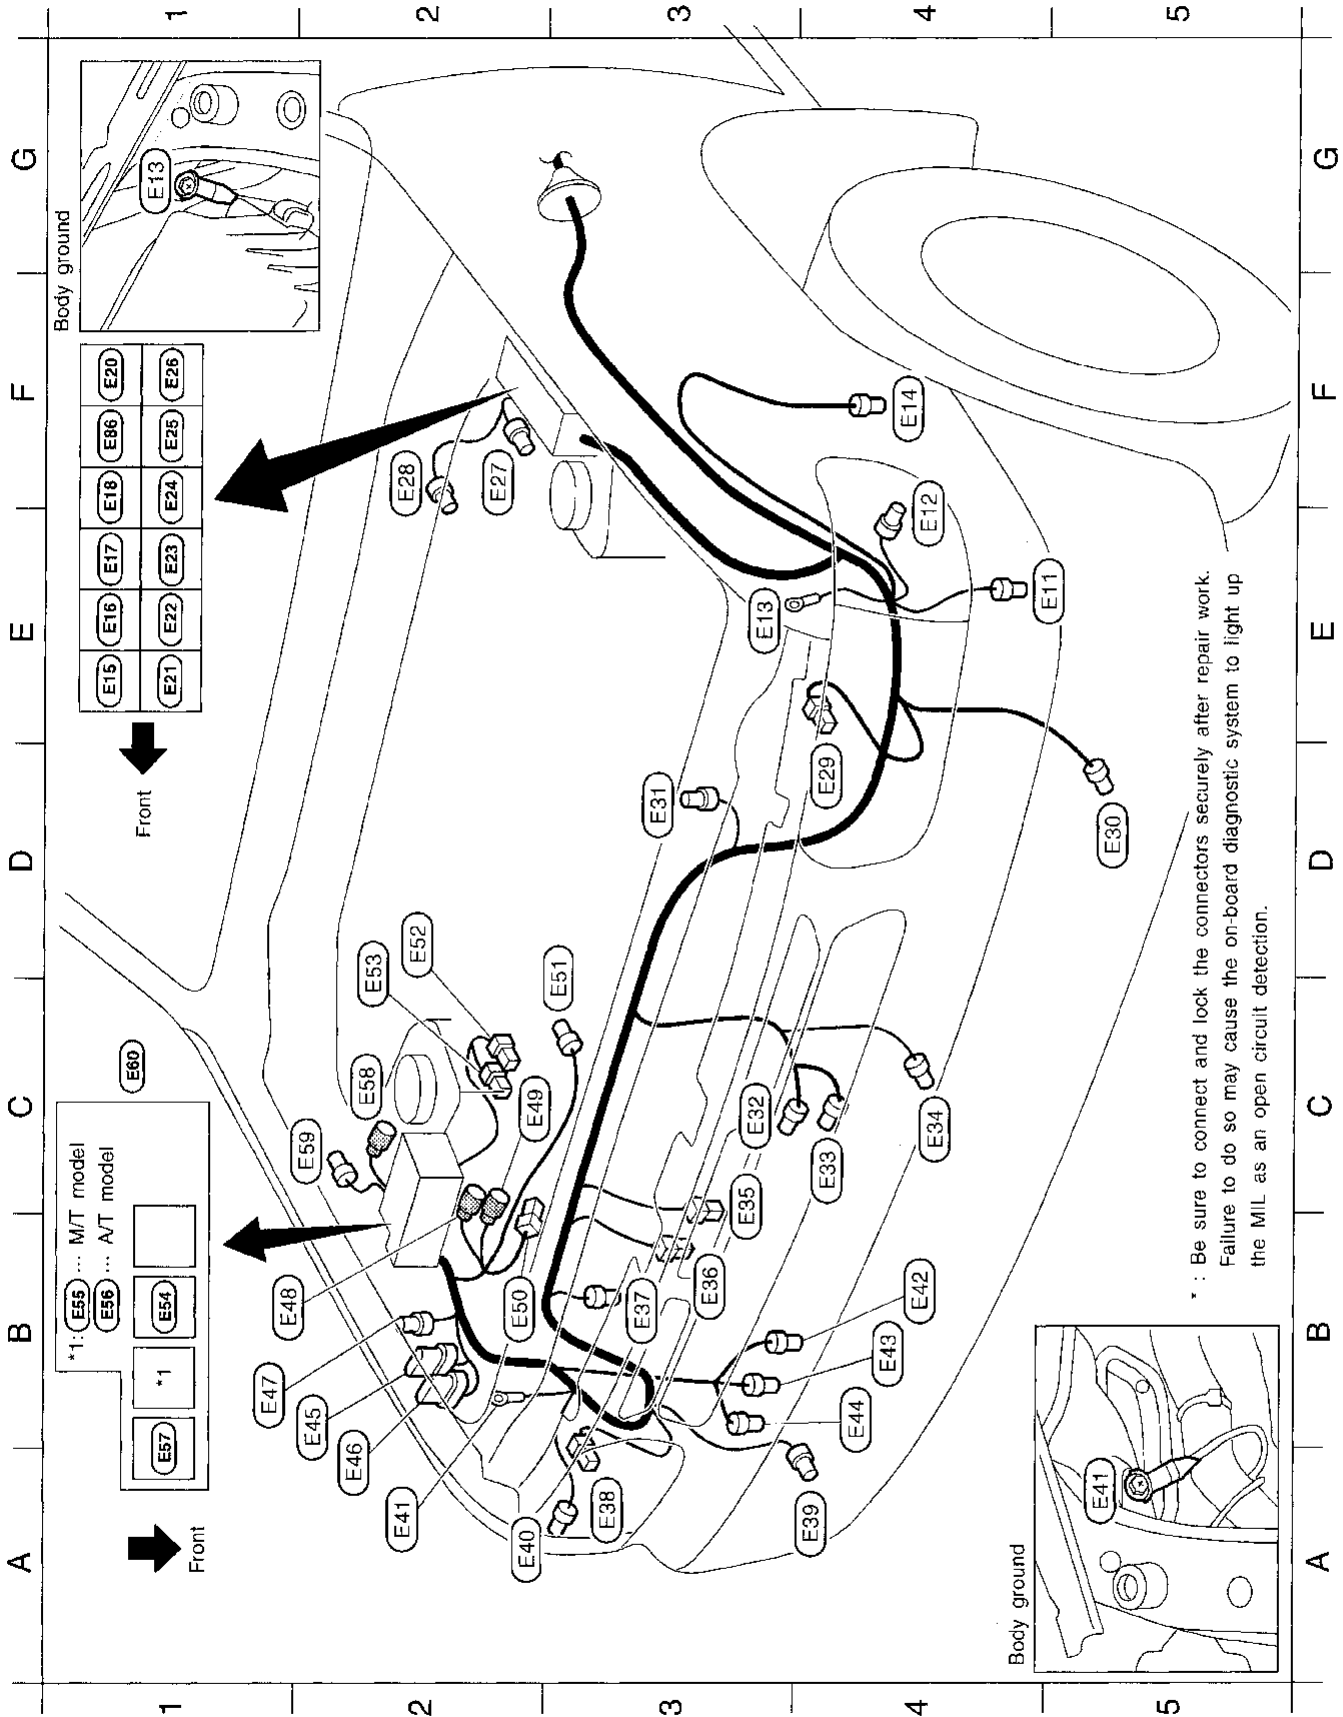 A B C D E F G
1
2
3
4
5
*1: E55 ... M/T model
E56 ... A/T model
E57 *1 E54
Front
E60
Front
E15 E16 E17 E18 E86 E20
E21 E22 E23 E24 E25 E26
Body ground
E13
E59
E58
E53
E52
E51
E49
E48
E47
E45
E46
E41
E40
E38
E39
E50
E37
E36
E35
E44
E43
E42
E32
E33
E34
E31
E29
E30
E28
E27
E13
E12
E11
E14
Body ground
E41
* : Be sure to connect and lock the connectors securely after repair work.
Failure to do so may cause the on-board diagnostic system to light up
the MIL as an open circuit detection.
1
2
3
4
5
A B C D E F G